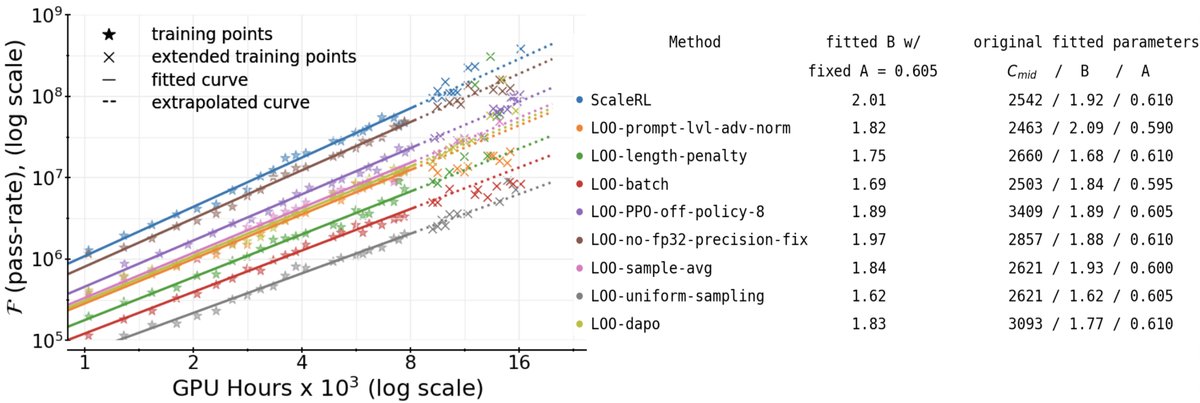 10⁹
10⁸
10⁷
10⁶
10⁵
F (pass-rate), (log scale)
training points
extended training points
fitted curve
extrapolated curve
1 2 4 8 16
GPU Hours x 10³ (log scale)
Method fitted B w/ original fitted parameters
fixed A = 0.605 C_mid / B / A
ScaleRL 2.01 2542 / 1.92 / 0.610
LOO-prompt-lvl-adv-norm 1.82 2463 / 2.09 / 0.590
LOO-length-penalty 1.75 2660 / 1.68 / 0.610
LOO-batch 1.69 2503 / 1.84 / 0.595
LOO-PPO-off-policy-8 1.89 3409 / 1.89 / 0.605
LOO-no-fp32-precision-fix 1.97 2857 / 1.88 / 0.610
LOO-sample-avg 1.84 2621 / 1.93 / 0.600
LOO-uniform-sampling 1.62 2621 / 1.62 / 0.605
LOO-dapo 1.83 3093 / 1.77 / 0.610